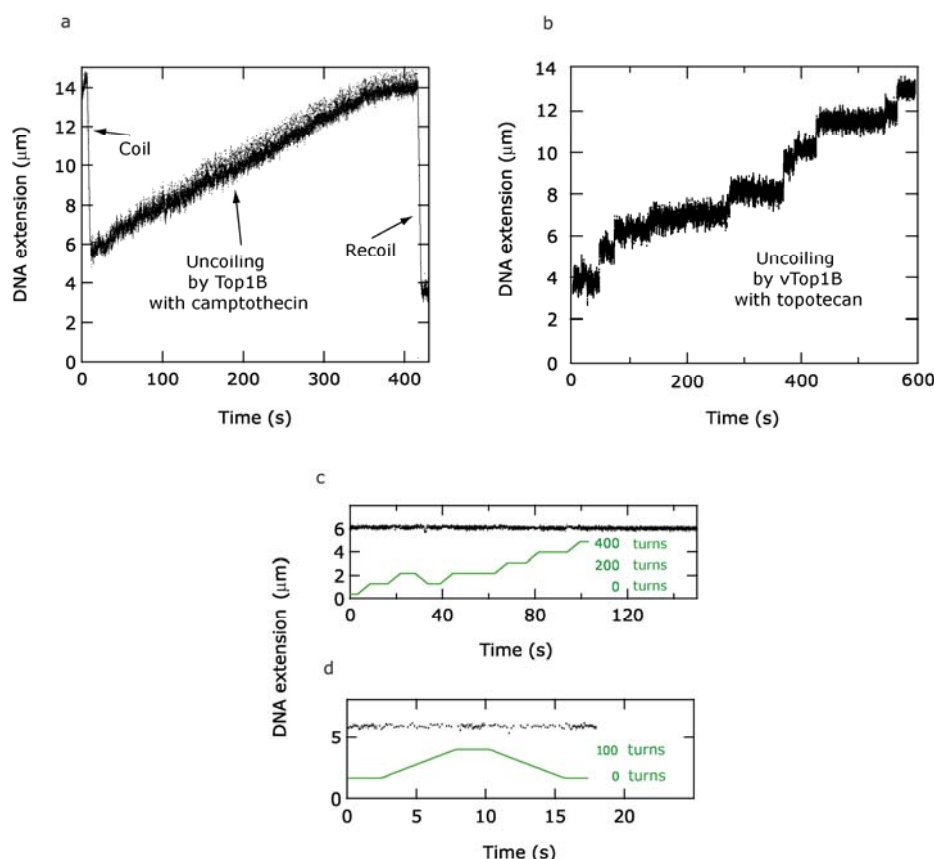 a
14
12
10
8
6
4
2
0
DNA extension (μm)
Coil
Uncoiling
by Top1B
with camptothecin
Recoil
0
100
200
300
400
Time (s)
b
14
12
10
8
6
4
2
0
DNA extension (μm)
Uncoiling
by vTop1B
with topotecan
0
200
400
600
Time (s)
c
6
4
2
0
400 turns
200 turns
0 turns
0
40
80
120
Time (s)
DNA extension (μm)
d
5
0
100 turns
0 turns
0
5
10
15
20
Time (s)